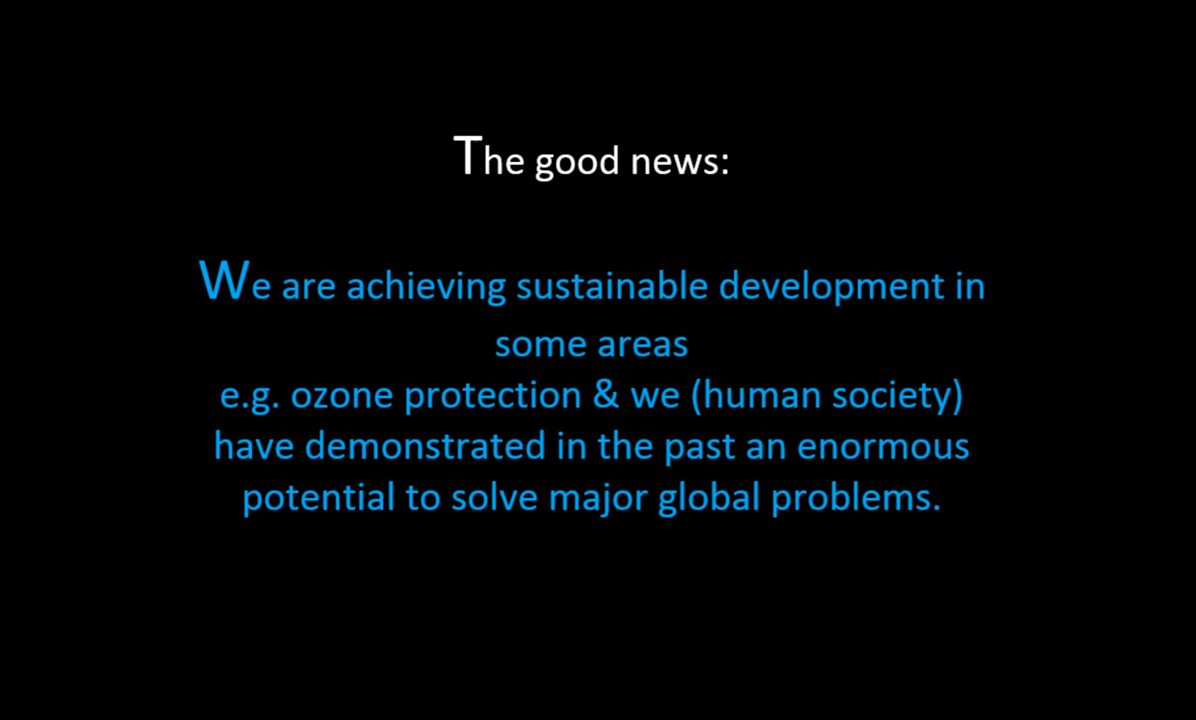 The good news:
We are achieving sustainable development in
some areas
e.g. ozone protection & we (human society)
have demonstrated in the past an enormous
potential to solve major global problems.